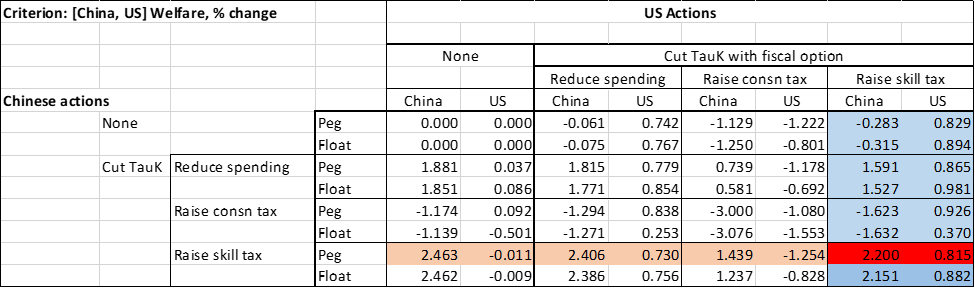 Criterion: [China, US] Welfare, % change US Actions
None Cut TauK with fiscal option
Reduce spending Raise consn tax Raise skill tax
Chinese actions China US China US China US China US
None Peg 0.000 0.000 -0.061 0.742 -1.129 -1.222 -0.283 0.829
Float 0.000 0.000 -0.075 0.767 -1.250 -0.801 -0.315 0.894
Cut TauK Reduce spending Peg 1.881 0.037 1.815 0.779 0.739 -1.178 1.591 0.865
Float 1.851 0.086 1.771 0.854 0.581 -0.692 1.527 0.981
Raise consn tax Peg -1.174 0.092 -1.294 0.838 -3.000 -1.080 -1.623 0.926
Float -1.139 -0.501 -1.271 0.253 -3.076 -1.553 -1.632 0.370
Raise skill tax Peg 2.463 -0.011 2.406 0.730 1.439 -1.254 2.200 0.815
Float 2.462 -0.009 2.386 0.756 1.237 -0.828 2.151 0.882